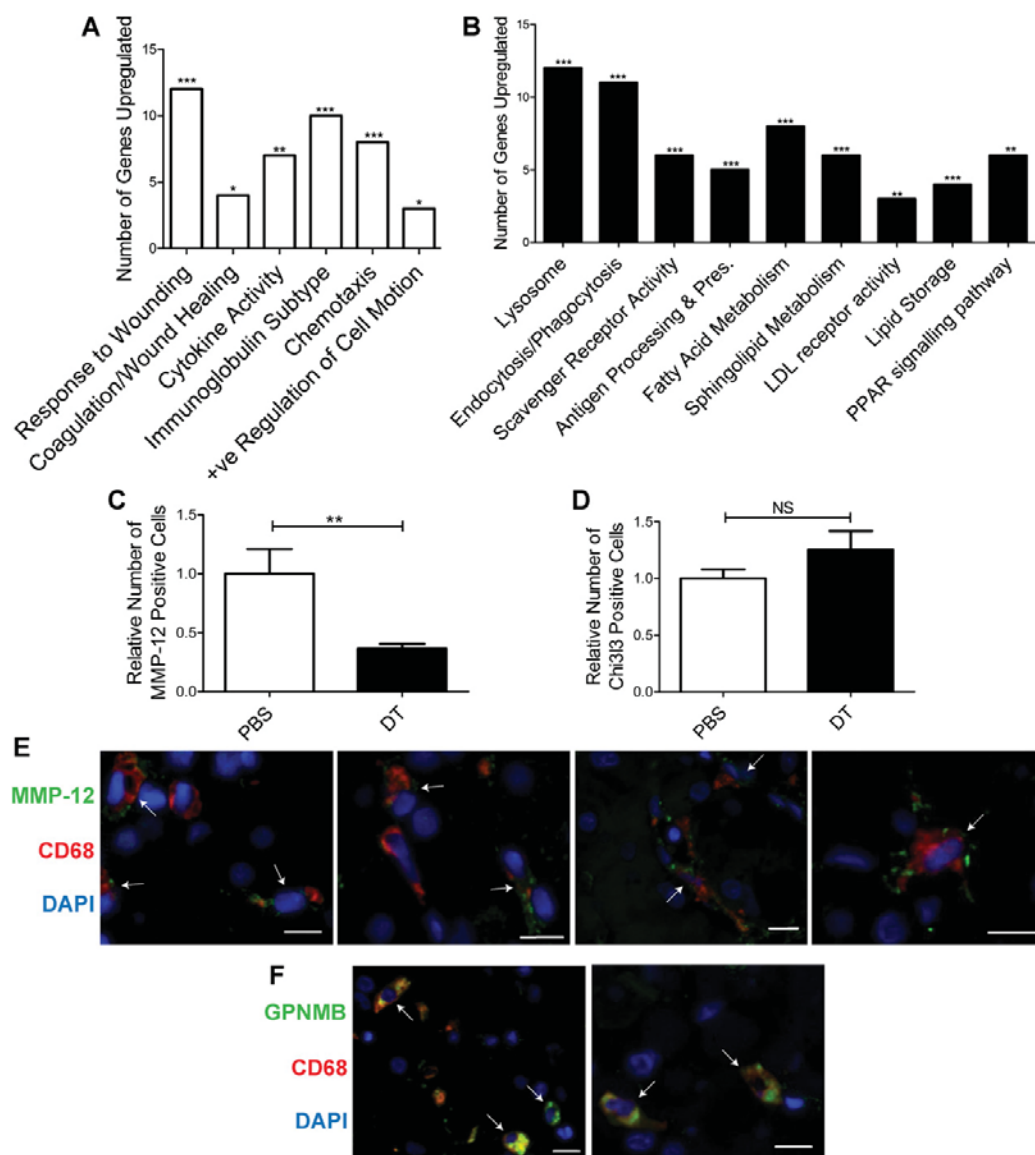 A
Number of Genes Upregulated
15
10
5
0
***
*
**
***
***
*
Response to Wounding
Coagulation/Wound Healing
Cytokine Activity
Immunoglobulin Subtype
Chemotaxis
+ve Regulation of Cell Motion
B
Number of Genes Upregulated
15
10
5
0
***
***
***
***
***
***
**
***
**
Lysosome
Endocytosis/Phagocytosis
Scavenger Receptor Activity
Antigen Processing & Pres.
Fatty Acid Metabolism
Sphingolipid Metabolism
LDL receptor activity
Lipid Storage
PPAR signalling pathway
C
Relative Number of
MMP-12 Positive Cells
1.5
1.0
0.5
0.0
**
PBS
DT
D
Relative Number of
Chi3l3 Positive Cells
1.5
1.0
0.5
0.0
NS
PBS
DT
E
MMP-12
CD68
DAPI
F
GPNMB
CD68
DAPI